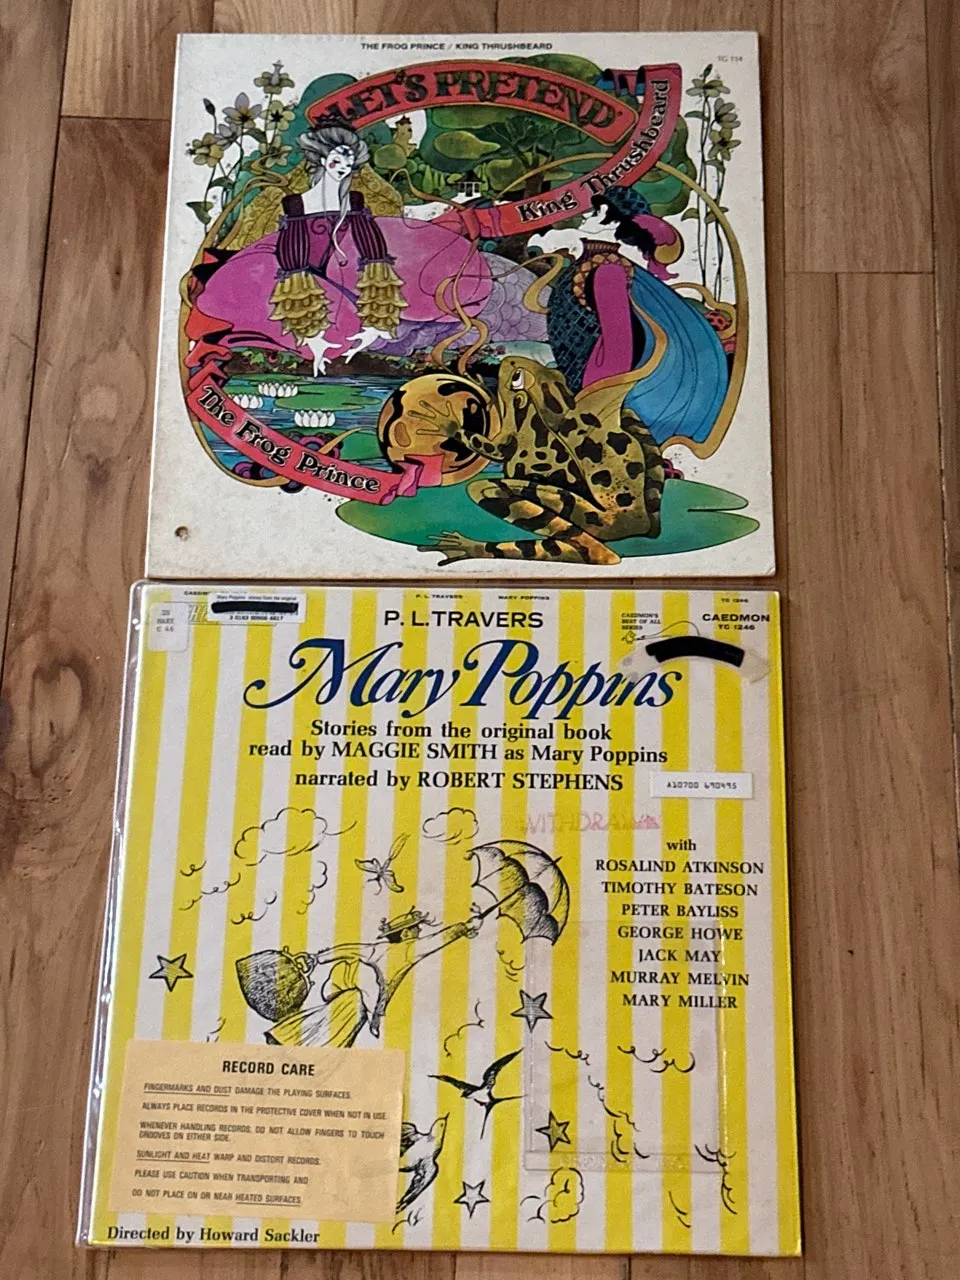 THE FROG PRINCE / KING THRUSHBEARD
TG 114
LET'S PRETEND
King Thrushbeard
The Frog Prince
P. L. TRAVERS
MARY POPPINS
TC 1246
Mary Poppins
P. L. TRAVERS
CAEDMON'S
BEST OF ALL
SERIES
CAEDMON
TC 1246
Mary Poppins
Stories from the original book
read by MAGGIE SMITH as Mary Poppins
narrated by ROBERT STEPHENS
A10700 690495
WITHDRAWN
with
ROSALIND ATKINSON
TIMOTHY BATESON
PETER BAYLISS
GEORGE HOWE
JACK MAY
MURRAY MELVIN
MARY MILLER
RECORD CARE
FINGERMARKS AND DUST DAMAGE THE PLAYING SURFACES.
ALWAYS PLACE RECORDS IN THE PROTECTIVE COVER WHEN NOT IN USE.
WHENEVER HANDLING RECORDS, DO NOT ALLOW FINGERS TO TOUCH
GROOVES ON EITHER SIDE.
SUNLIGHT AND HEAT WARP AND DISTORT RECORDS.
PLEASE USE CAUTION WHEN TRANSPORTING AND
DO NOT PLACE ON OR NEAR HEATED SURFACES.
Directed by Howard Sackler